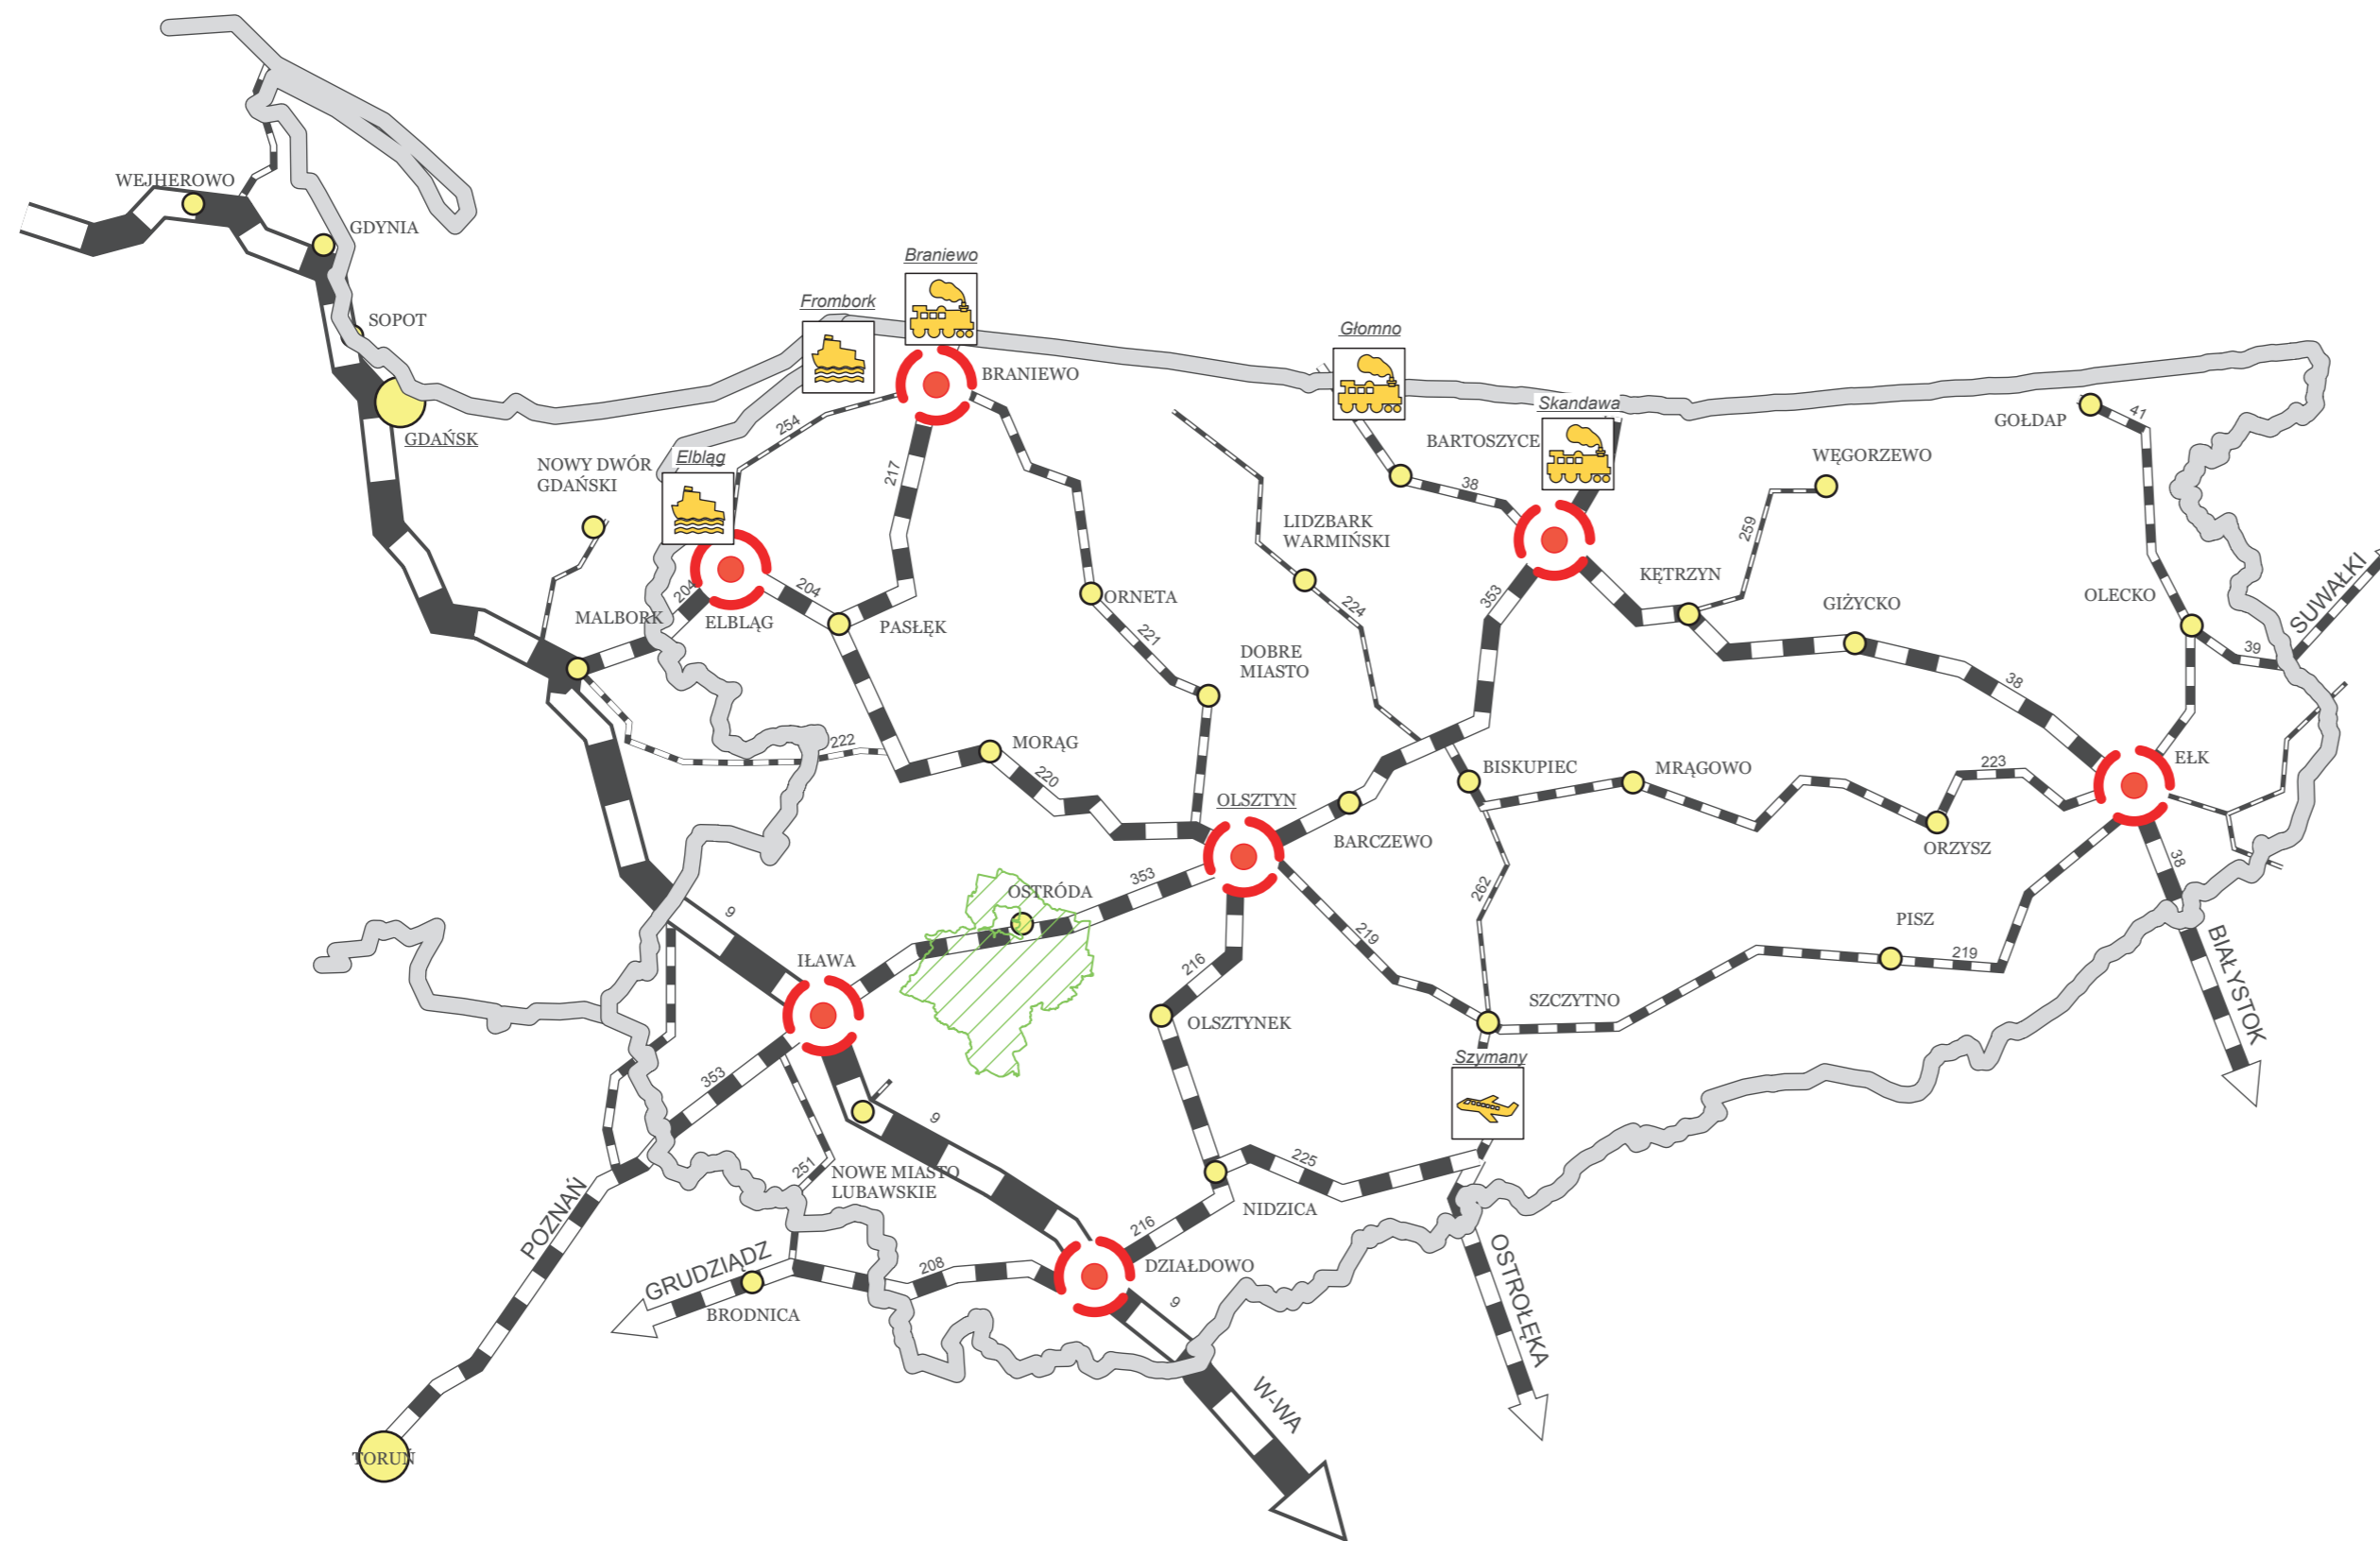 WEJHEROWO
GDYNIA
Braniewo
Frombork
SOPOT
Głomno
BRANIEWO
Skandawa
GOŁDAP
41
254
GDAŃSK
BARTOSZYCE
NOWY DWÓR
GDAŃSKI
Elbląg
217
38
WĘGORZEWO
LIDZBARK
WARMIŃSKI
259
KĘTRZYN
SUWAŁKI
204
204
353
OLECKO
ORNETA
224
GIŻYCKO
MALBORK
ELBLĄG
PASŁĘK
221
39
DOBRE
MIASTO
38
222
MORĄG
220
BISKUPIEC
MRĄGOWO
223
EŁK
OLSZTYN
BARCZEWO
ORZYSZ
38
OSTRÓDA
353
262
9
PISZ
219
219
BIAŁYSTOK
IŁAWA
216
SZCZYTNO
OLSZTYNEK
Szymany
353
9
251
NOWE MIASTO
LUBAWSKIE
225
POZNAŃ
NIDZICA
216
GRUDZIĄDZ
208
DZIAŁDOWO
OSTROŁĘKA
BRODNICA
9
W-WA
TORUŃ